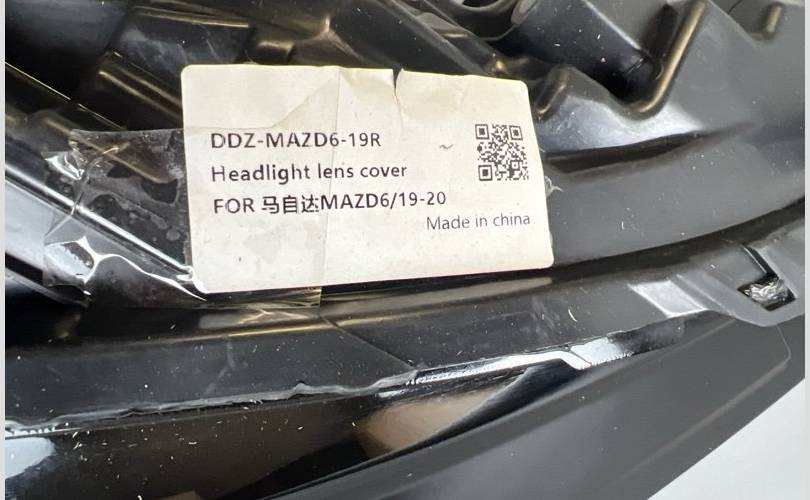 DDZ-MAZD6-19R
Headlight lens cover
FOR 马自达MAZD6/19-20
Made in china